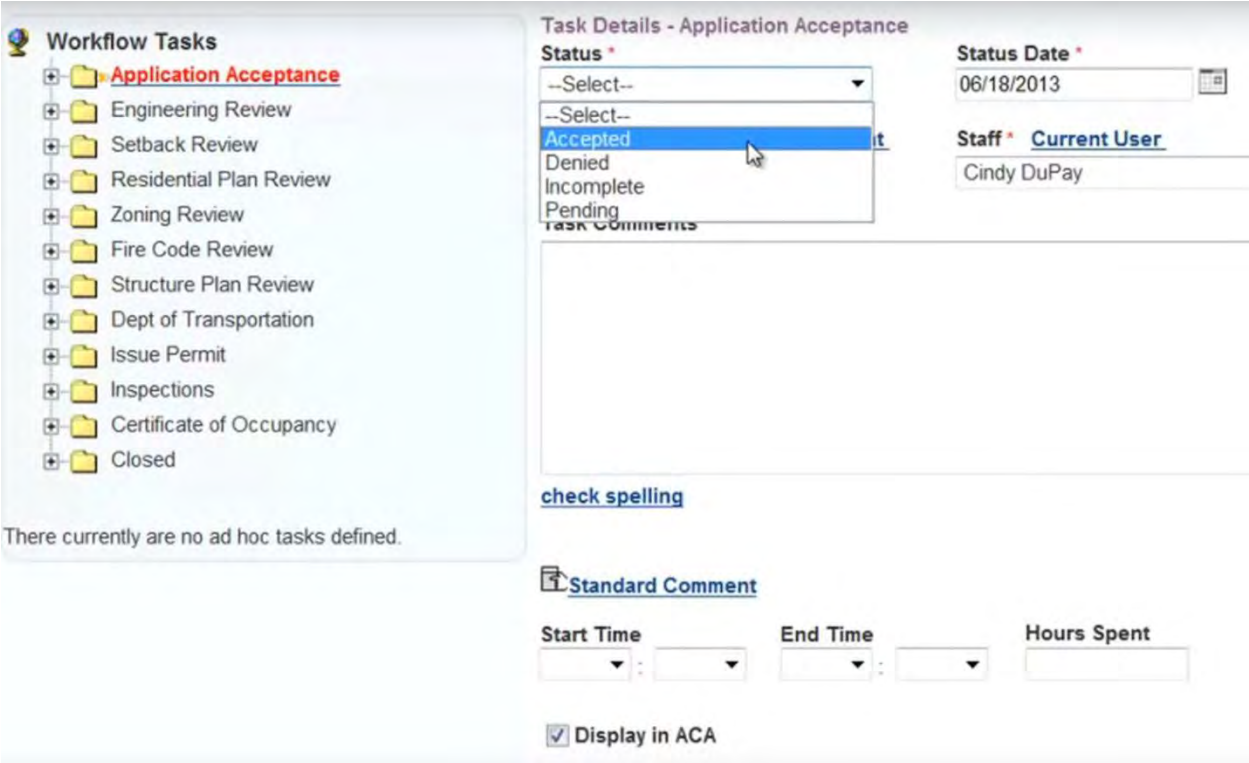 Workflow Tasks
Application Acceptance
Engineering Review
Setback Review
Residential Plan Review
Zoning Review
Fire Code Review
Structure Plan Review
Dept of Transportation
Issue Permit
Inspections
Certificate of Occupancy
Closed
There currently are no ad hoc tasks defined.
Task Details - Application Acceptance
Status * Status Date *
--Select-- 06/18/2013
--Select--
Accepted
Denied
Incomplete
Pending
Staff * Current User
Cindy DuPay
Task Comments
check spelling
Standard Comment
Start Time End Time Hours Spent
: :
Display in ACA